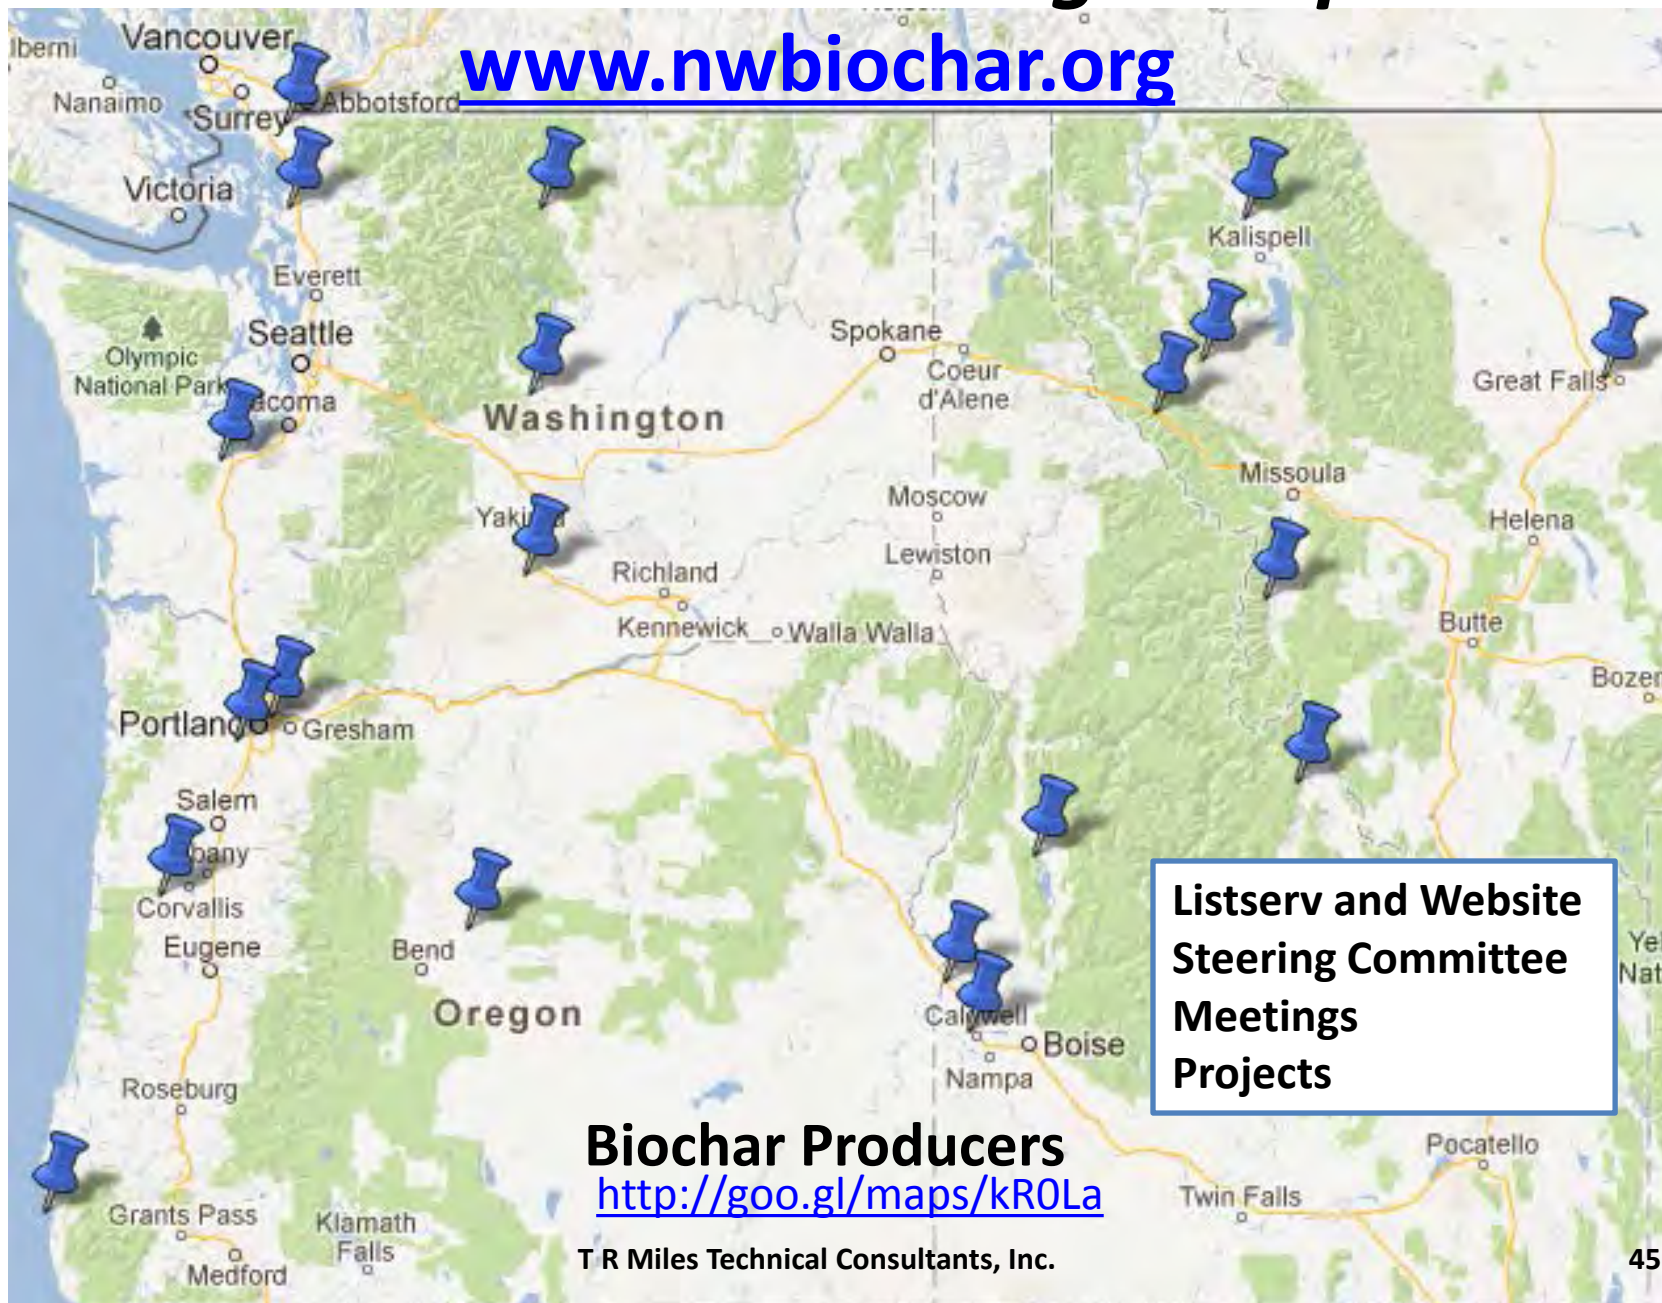 www.nwbiochar.org
Vancouver
Nanaimo
Surrey
Abbotsford
Victoria
Kalispell
Everett
Seattle
Spokane
Olympic
National Park
Coeur
d'Alene
Great Falls
Washington
Missoula
Moscow
Helena
Lewiston
Richland
Kennewick
Walla Walla
Butte
Portland
Gresham
Salem
Corvallis
Eugene
Bend
Oregon
Listserv and Website
Steering Committee
Meetings
Projects
Boise
Nampa
Roseburg
Biochar Producers
http://goo.gl/maps/kR0La
Pocatello
Twin Falls
Grants Pass
Klamath
Falls
Medford
T R Miles Technical Consultants, Inc.
45